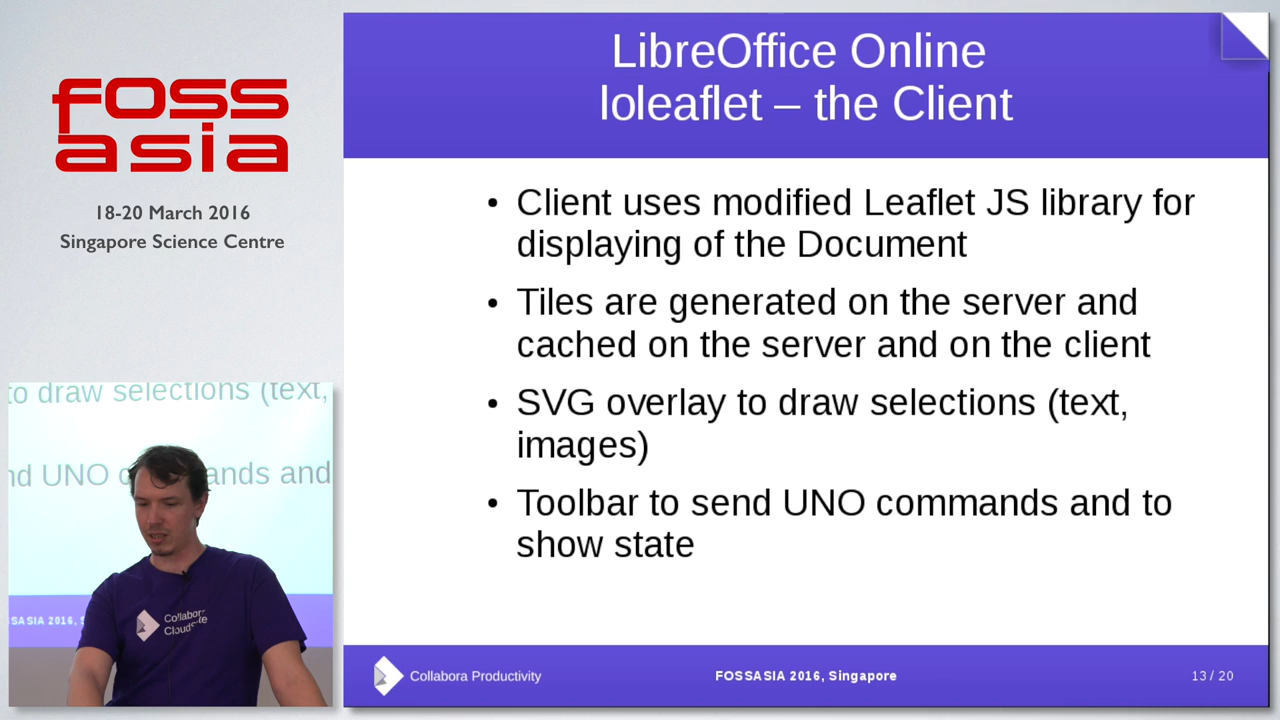 FOSS
asia
18-20 March 2016
Singapore Science Centre
LibreOffice Online
loleaflet – the Client
• Client uses modified Leaflet JS library for
displaying of the Document
• Tiles are generated on the server and
cached on the server and on the client
• SVG overlay to draw selections (text,
images)
• Toolbar to send UNO commands and to
show state
Collabora Productivity
FOSSASIA 2016, Singapore
13 / 20
to draw selections (text,
UNO
ands and
ASIA 2016,